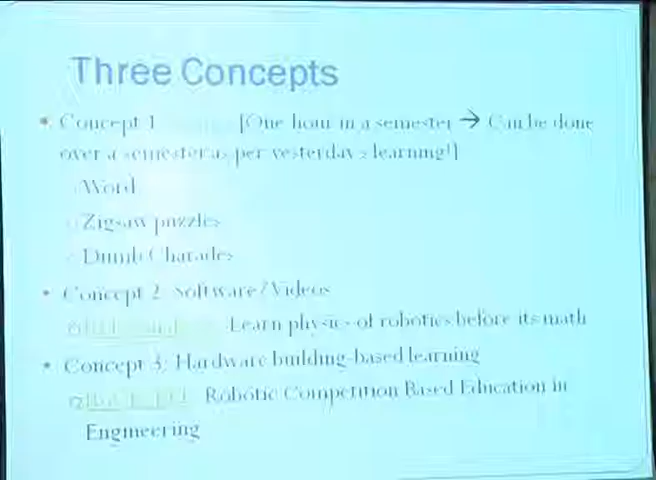 Three Concepts
Concept 1 [One hour in a semester → Can be done
over a semester as per yesterday's learning!]
Word
Zigsaw puzzles
Dumb Charades
Concept 2: Software/Videos
Learn physics of robotics before its math
Concept 3: Hardware building-based learning
Robotic Competition Based Education in
Engineering